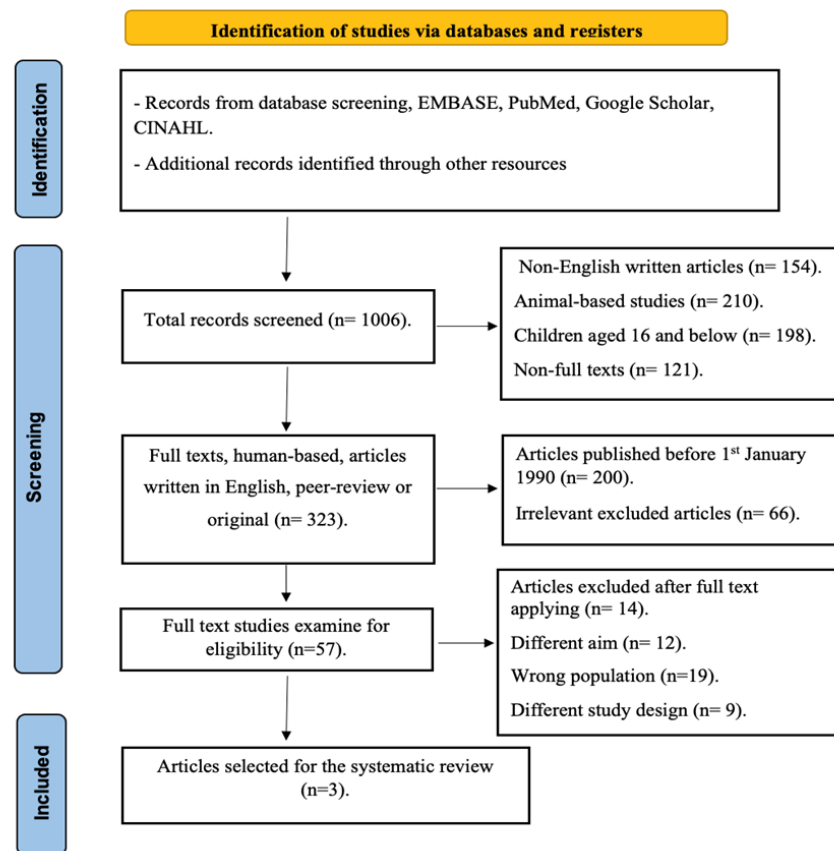 Identification of studies via databases and registers
Identification
- Records from database screening, EMBASE, PubMed, Google Scholar,
CINAHL.
- Additional records identified through other resources
Screening
Total records screened (n= 1006).
Non-English written articles (n= 154).
Animal-based studies (n= 210).
Children aged 16 and below (n= 198).
Non-full texts (n= 121).
Full texts, human-based, articles
written in English, peer-review or
original (n= 323).
Articles published before 1st January
1990 (n= 200).
Irrelevant excluded articles (n= 66).
Full text studies examine for
eligibility (n=57).
Articles excluded after full text
applying (n= 14).
Different aim (n= 12).
Wrong population (n=19).
Different study design (n= 9).
Included
Articles selected for the systematic review
(n=3).